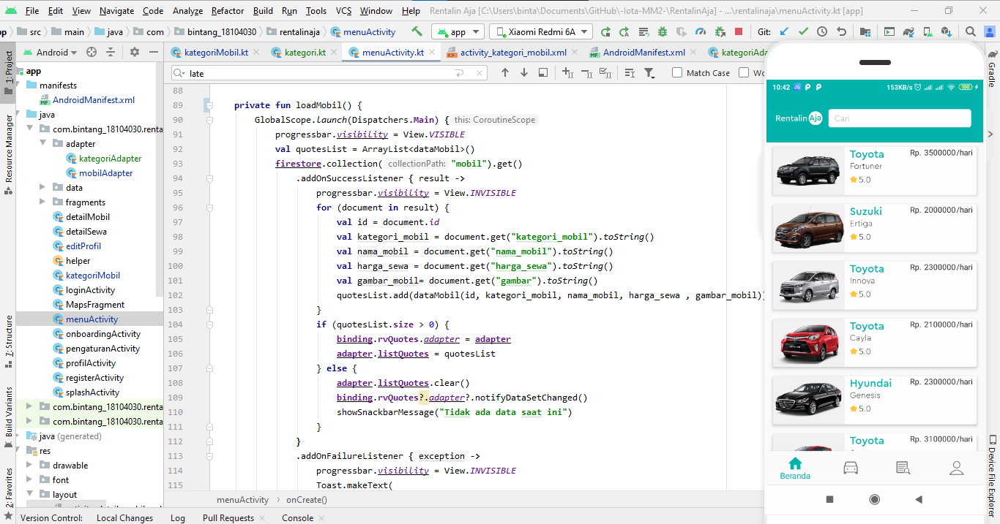 File Edit View Navigate Code Analyze Refactor Build Run Tools VCS Window Help Rentalin Aja [C:\Users\binta\Documents\GitHub\-Iota-MM2-\RentalinAja] - ...\rentalinaja\menuActivity.kt [app]
src main java com bintang_18104030 rentalinaja menuActivity app Xiaomi Redmi 6A Git:
Android kategoriMobil.kt kategori.kt menuActivity.kt activity_kategori_mobil.xml AndroidManifest.xml kategoriAda
late Match Case
1: Project
Resource Manager
7: Structure
Build Variants
2: Favorites
app
manifests
AndroidManifest.xml
java
com.bintang_18104030.renta
adapter
kategoriAdapter
mobilAdapter
data
fragments
detailMobil
detailSewa
editProfil
helper
kategoriMobil
loginActivity
MapsFragment
menuActivity
onboardingActivity
pengaturanActivity
profilActivity
registerActivity
splashActivity
com.bintang_18104030.renta
com.bintang_18104030.renta
java (generated)
res
drawable
font
layout
88
89 private fun loadMobil() {
90 GlobalScope.launch(Dispatchers.Main) { this: CoroutineScope
91 progressbar.visibility = View.VISIBLE
92 val quotesList = ArrayList<dataMobil>()
93 firestore.collection( collectionPath: "mobil").get()
94 .addOnSuccessListener { result ->
95 progressbar.visibility = View.INVISIBLE
96 for (document in result) {
97 val id = document.id
98 val kategori_mobil = document.get("kategori_mobil").toString()
99 val nama_mobil = document.get("nama_mobil").toString()
100 val harga_sewa = document.get("harga_sewa").toString()
101 val gambar_mobil= document.get("gambar").toString()
102 quotesList.add(dataMobil(id, kategori_mobil, nama_mobil, harga_sewa , gambar_mobil))
103 }
104 if (quotesList.size > 0) {
105 binding.rvQuotes.adapter = adapter
106 adapter.listQuotes = quotesList
107 } else {
108 adapter.listQuotes.clear()
109 binding.rvQuotes?.adapter?.notifyDataSetChanged()
110 showSnackbarMessage("Tidak ada data saat ini")
111 }
112 }
113 .addOnFailureListener { exception ->
114 progressbar.visibility = View.INVISIBLE
115 Toast.makeText(
menuActivity › onCreate()
Version Control: Local Changes Log Pull Requests Console
10:42 153KB/s 100
Rentalin Aja Cari
Toyota Rp. 3500000/hari
Fortuner
5.0
Suzuki Rp. 2000000/hari
Ertiga
5.0
Toyota Rp. 2300000/hari
Innova
5.0
Toyota Rp. 2100000/hari
Cayla
5.0
Hyundai Rp. 2300000/hari
Genesis
5.0
Toyota Rp. 3100000/hari
Beranda
Gradle
Device File Explorer